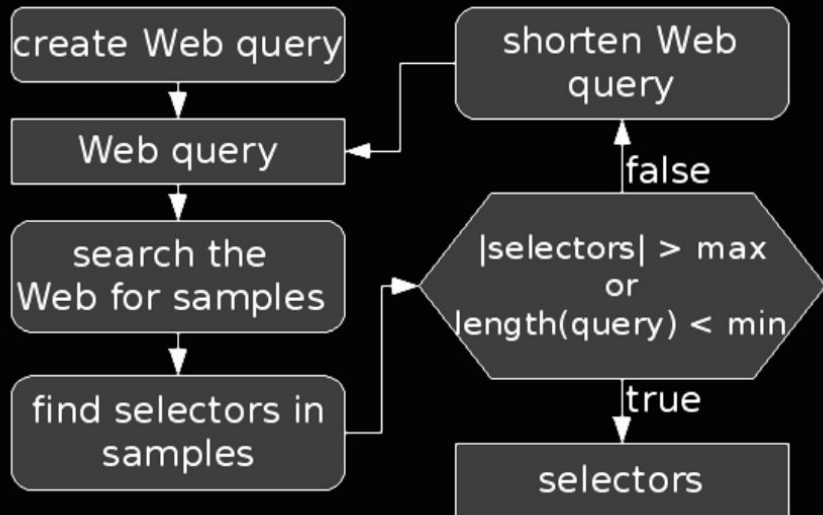 create Web query
Web query
search the
Web for samples
find selectors in
samples
|selectors| > max
or
length(query) < min
false
shorten Web
query
true
selectors